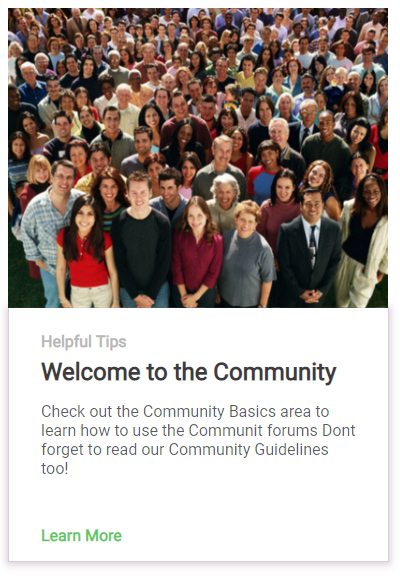 Helpful Tips
Welcome to the Community
Check out the Community Basics area to
learn how to use the Communit forums Dont
forget to read our Community Guidelines
too!
Learn More